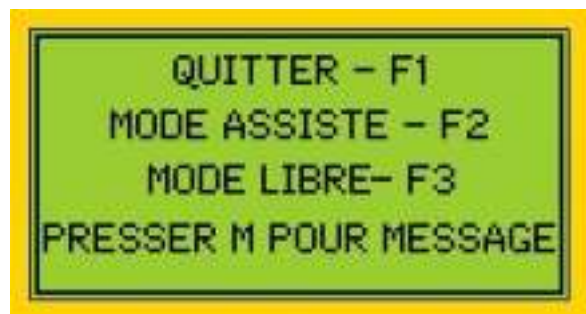 QUITTER - F1
MODE ASSISTE - F2
MODE LIBRE- F3
PRESSER M POUR MESSAGE